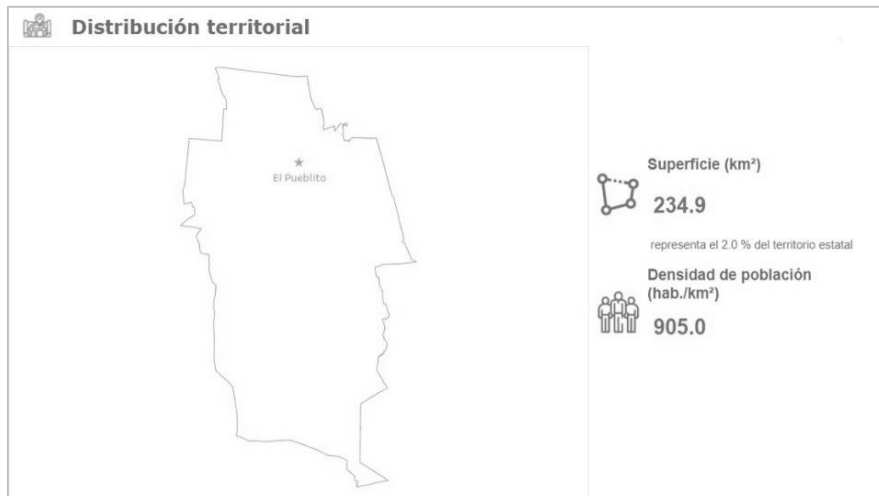 Distribución territorial
El Pueblito
Superficie (km²)
234.9
representa el 2.0 % del territorio estatal
Densidad de población
(hab./km²)
905.0